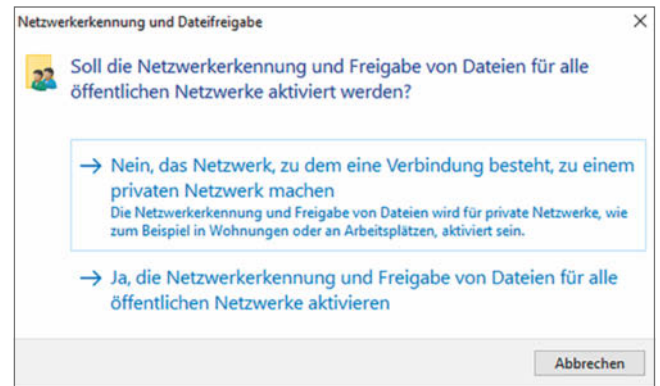 Netzwerkerkennung und Dateifreigabe
Soll die Netzwerkerkennung und Freigabe von Dateien für alle
öffentlichen Netzwerke aktiviert werden?
Nein, das Netzwerk, zu dem eine Verbindung besteht, zu einem
privaten Netzwerk machen
Die Netzwerkerkennung und Freigabe von Dateien wird für private Netzwerke, wie
zum Beispiel in Wohnungen oder an Arbeitsplätzen, aktiviert sein.
Ja, die Netzwerkerkennung und Freigabe von Dateien für alle
öffentlichen Netzwerke aktivieren
Abbrechen